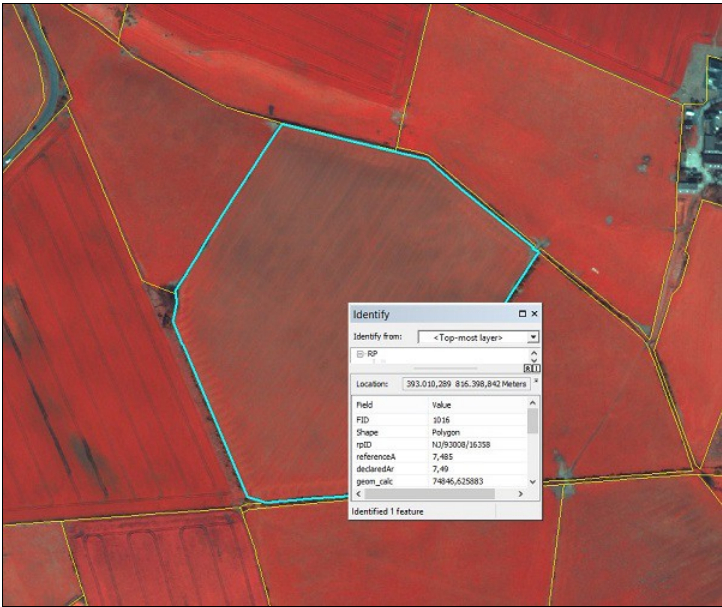 Identify
Identify from: <Top-most layer>
RP
Location: 393.010,289 816.398,842 Meters
Field Value
FID 1016
Shape Polygon
rpID NJ/93008/16358
referenceA 7,485
declaredAr 7,49
geom_calc 74846,625883
Identified 1 feature